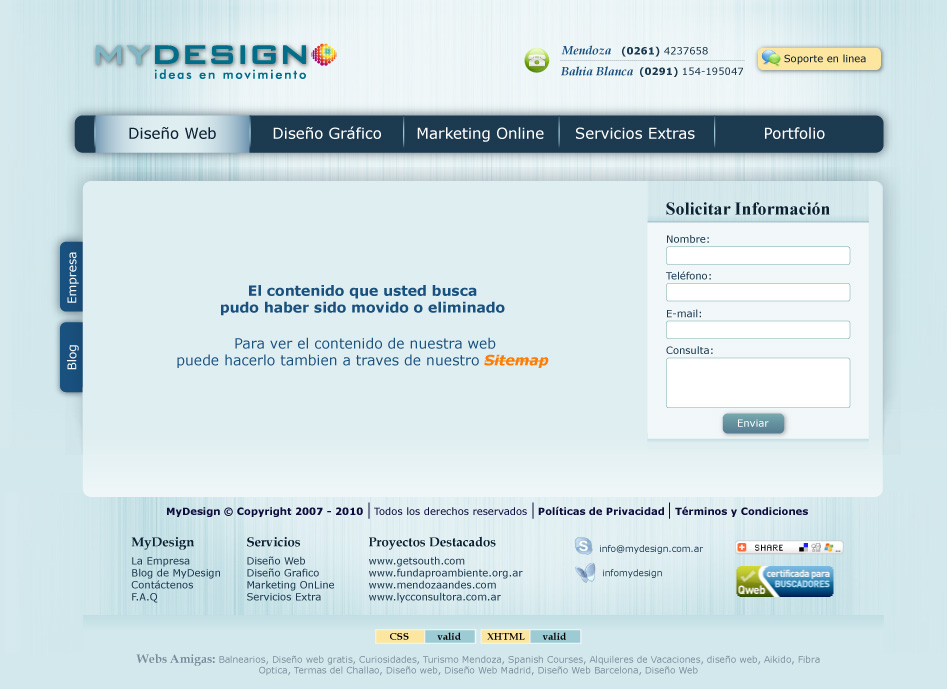 MYDESIGN
ideas en movimiento
Mendoza (0261) 4237658
Bahía Blanca (0291) 154-195047
Soporte en linea
Diseño Web
Diseño Gráfico
Marketing Online
Servicios Extras
Portfolio
Empresa
Blog
El contenido que usted busca
pudo haber sido movido o eliminado
Para ver el contenido de nuestra web
puede hacerlo tambien a traves de nuestro Sitemap
Solicitar Información
Nombre:
Teléfono:
E-mail:
Consulta:
Enviar
MyDesign © Copyright 2007 - 2010 | Todos los derechos reservados | Políticas de Privacidad | Términos y Condiciones
MyDesign
La Empresa
Blog de MyDesign
Contáctenos
F.A.Q
Servicios
Diseño Web
Diseño Grafico
Marketing OnLine
Servicios Extra
Proyectos Destacados
www.getsouth.com
www.fundaproambiente.org.ar
www.mendozaandes.com
www.lycconsultora.com.ar
info@mydesign.com.ar
infomydesign
SHARE
Qweb certificada para
BUSCADORES
CSS valid XHTML valid
Webs Amigas: Balnearios, Diseño web gratis, Curiosidades, Turismo Mendoza, Spanish Courses, Alquileres de Vacaciones, diseño web, Aikido, Fibra
Optica, Termas del Challao, Diseño web, Diseño Web Madrid, Diseño Web Barcelona, Diseño Web